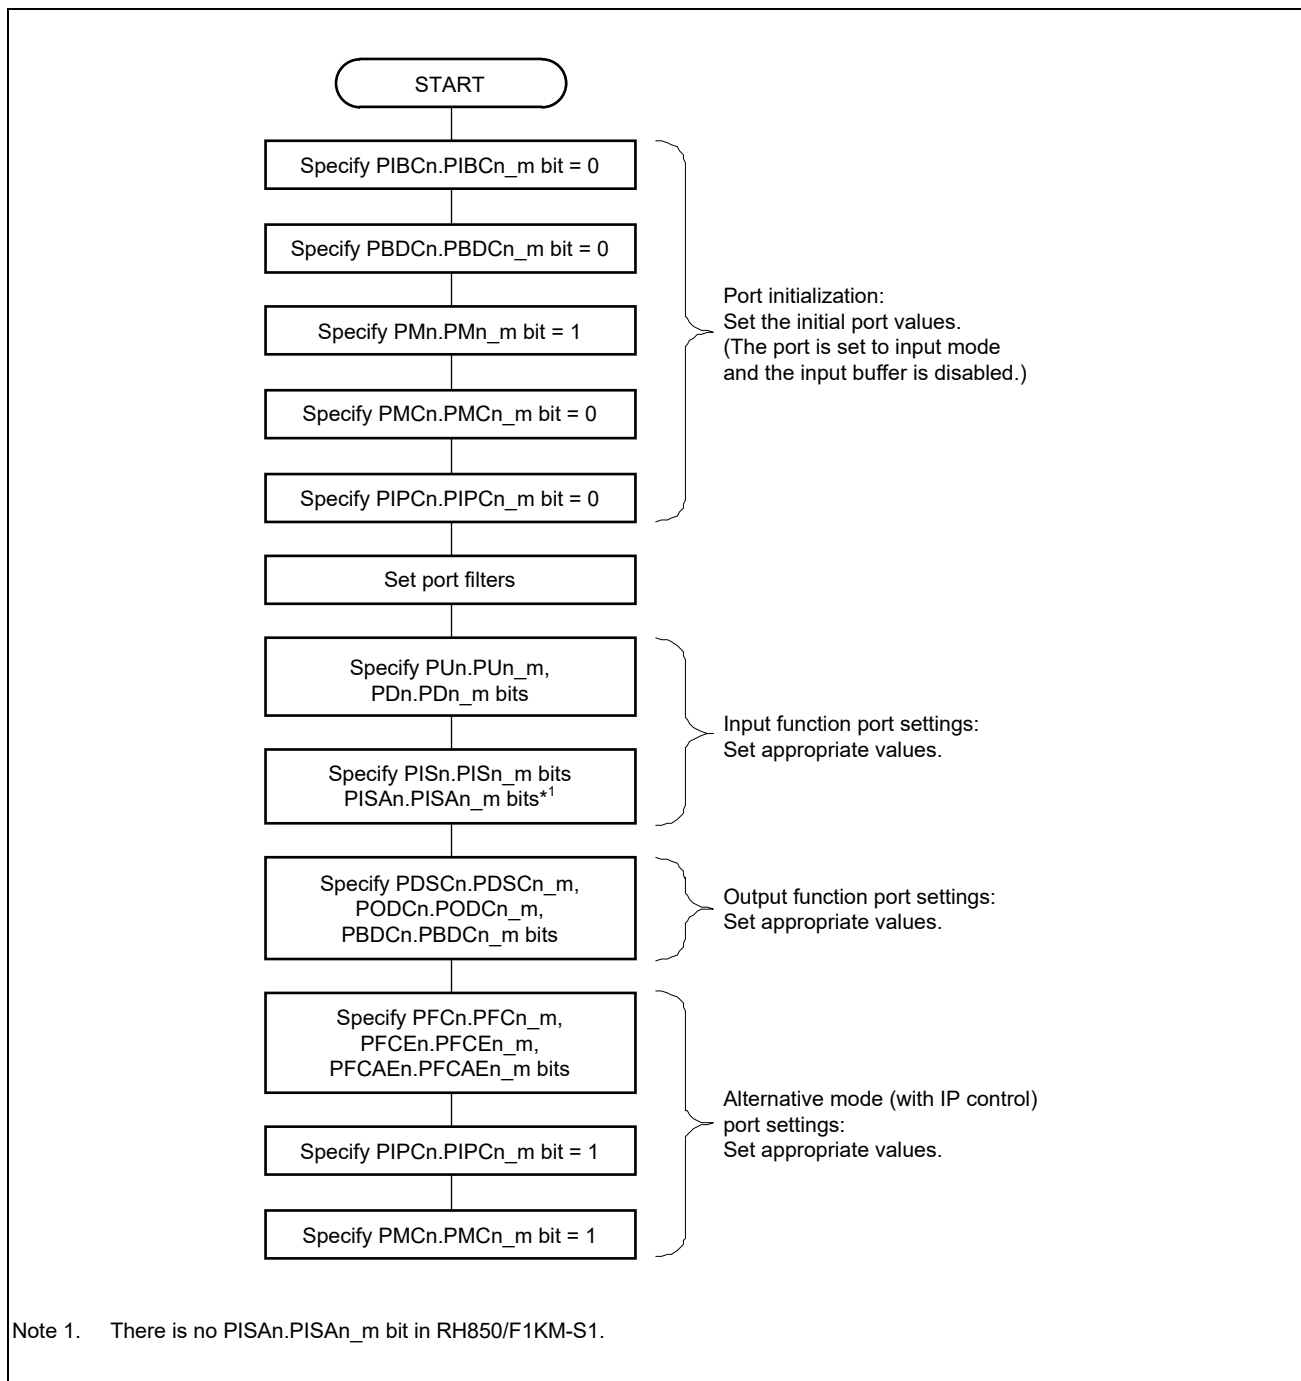 START
Specify PIBCn.PIBCn_m bit = 0
Specify PBDCn.PBDCn_m bit = 0
Specify PMn.PMn_m bit = 1
Specify PMCn.PMCn_m bit = 0
Specify PIPCn.PIPCn_m bit = 0
Port initialization:
Set the initial port values.
(The port is set to input mode
and the input buffer is disabled.)
Set port filters
Specify PUn.PUn_m,
PDn.PDn_m bits
Specify PISn.PISn_m bits
PISAn.PISAn_m bits*1
Input function port settings:
Set appropriate values.
Specify PDSCn.PDSCn_m,
PODCn.PODCn_m,
PBDCn.PBDCn_m bits
Output function port settings:
Set appropriate values.
Specify PFCn.PFCn_m,
PFCEn.PFCEn_m,
PFCAEn.PFCAEn_m bits
Specify PIPCn.PIPCn_m bit = 1
Specify PMCn.PMCn_m bit = 1
Alternative mode (with IP control)
port settings:
Set appropriate values.
Note 1. There is no PISAn.PISAn_m bit in RH850/F1KM-S1.